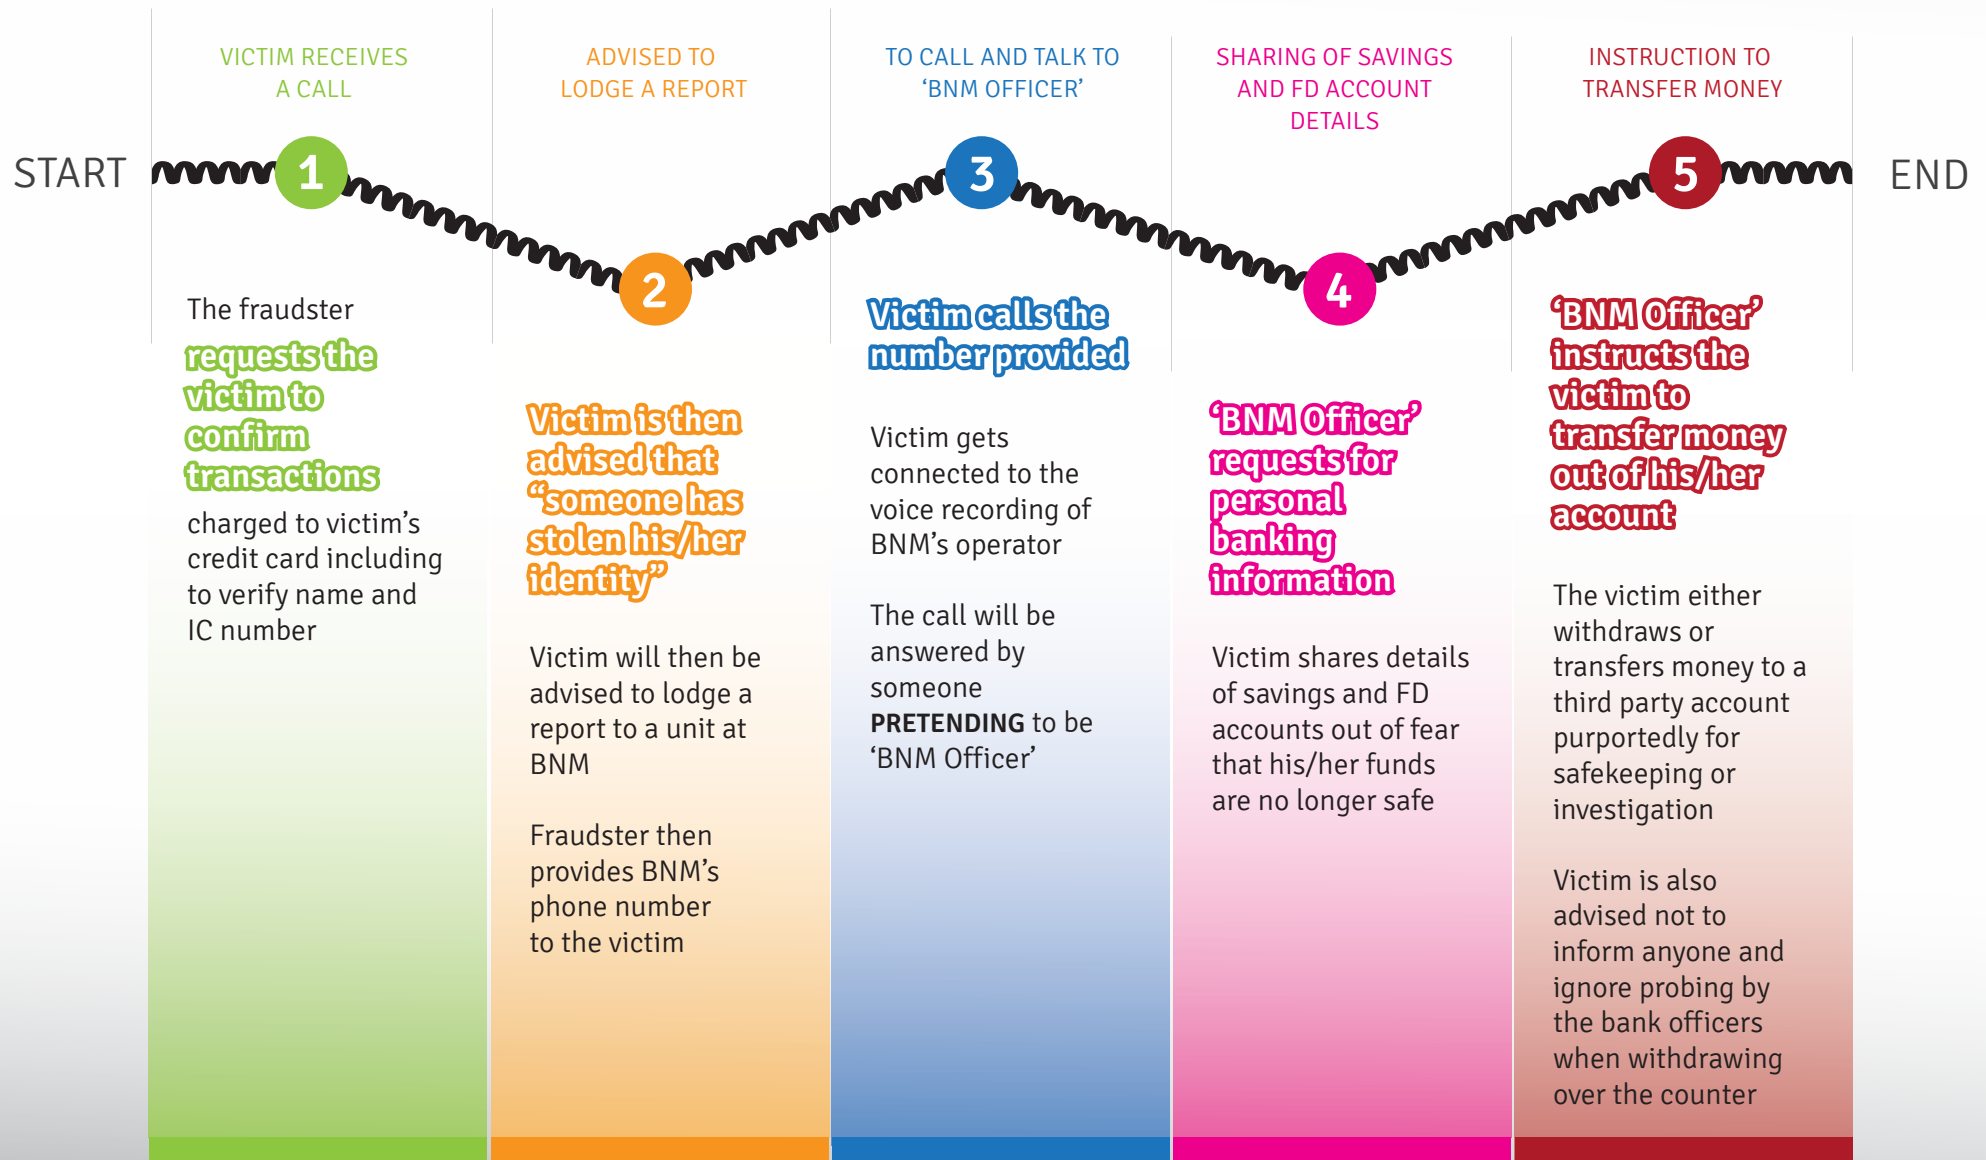 START
VICTIM RECEIVES
A CALL
1
The fraudster
requests the
victim to
confirm
transactions
charged to victim's
credit card including
to verify name and
IC number
ADVISED TO
LODGE A REPORT
2
Victim is then
advised that
“someone has
stolen his/her
identity”
Victim will then be
advised to lodge a
report to a unit at
BNM
Fraudster then
provides BNM's
phone number
to the victim
TO CALL AND TALK TO
‘BNM OFFICER’
3
Victim calls the
number provided
Victim gets
connected to the
voice recording of
BNM's operator
The call will be
answered by
someone
PRETENDING to be
‘BNM Officer’
SHARING OF SAVINGS
AND FD ACCOUNT
DETAILS
4
‘BNM Officer’
requests for
personal
banking
information
Victim shares details
of savings and FD
accounts out of fear
that his/her funds
are no longer safe
INSTRUCTION TO
TRANSFER MONEY
5
‘BNM Officer’
instructs the
victim to
transfer money
out of his/her
account
The victim either
withdraws or
transfers money to a
third party account
purportedly for
safekeeping or
investigation
Victim is also
advised not to
inform anyone and
ignore probing by
the bank officers
when withdrawing
over the counter
END